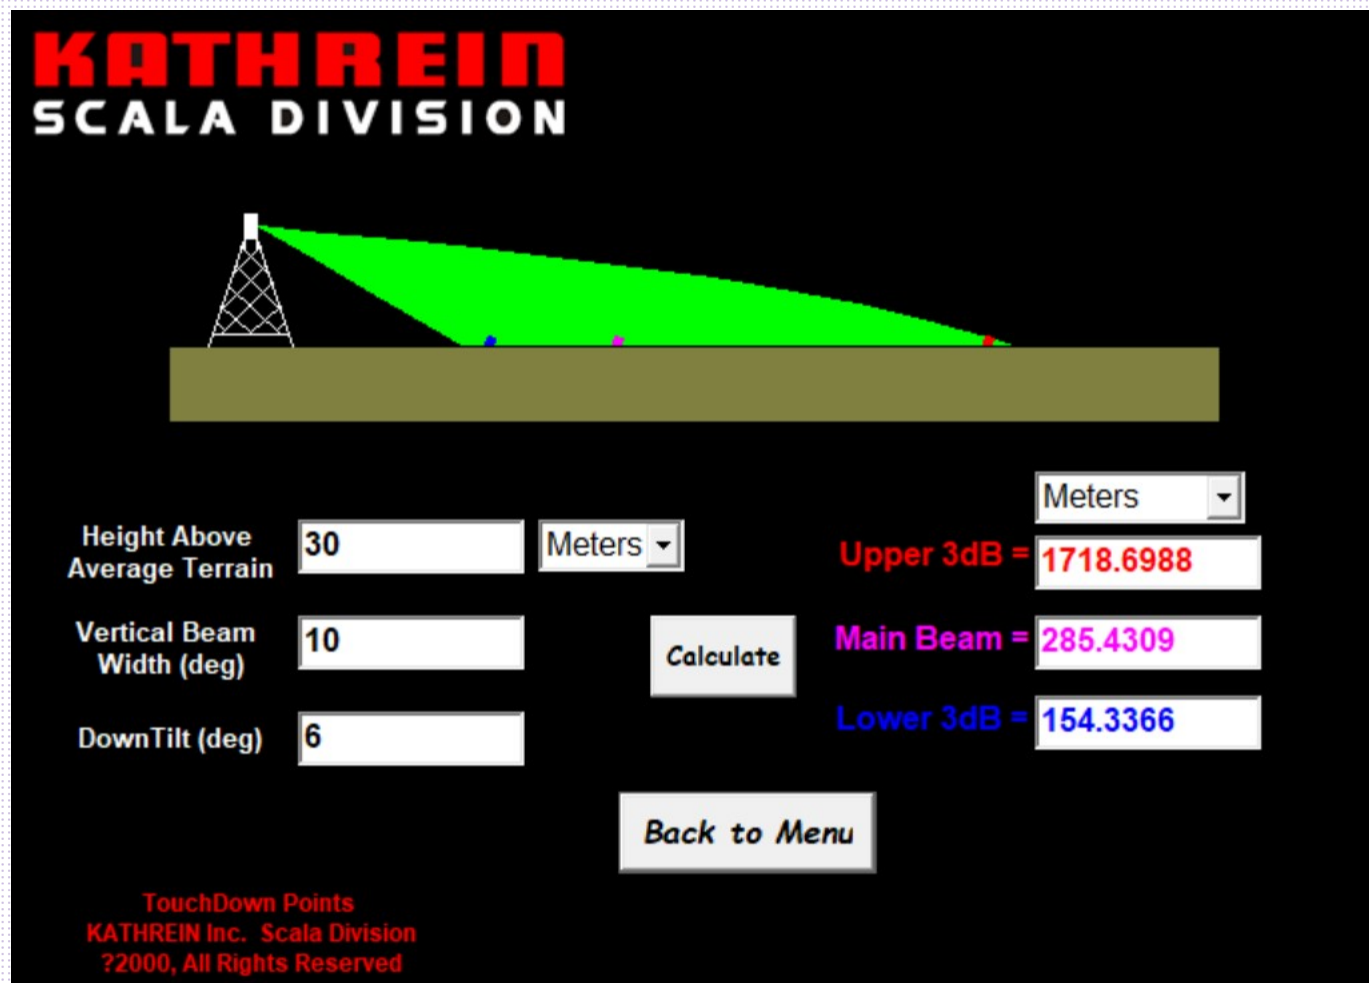 KATHREIN
SCALA DIVISION
Meters
Height Above
Average Terrain
30
Meters
Upper 3dB =
1718.6988
Vertical Beam
Width (deg)
10
Calculate
Main Beam =
285.4309
DownTilt (deg)
6
Lower 3dB =
154.3366
Back to Menu
TouchDown Points
KATHREIN Inc. Scala Division
?2000, All Rights Reserved